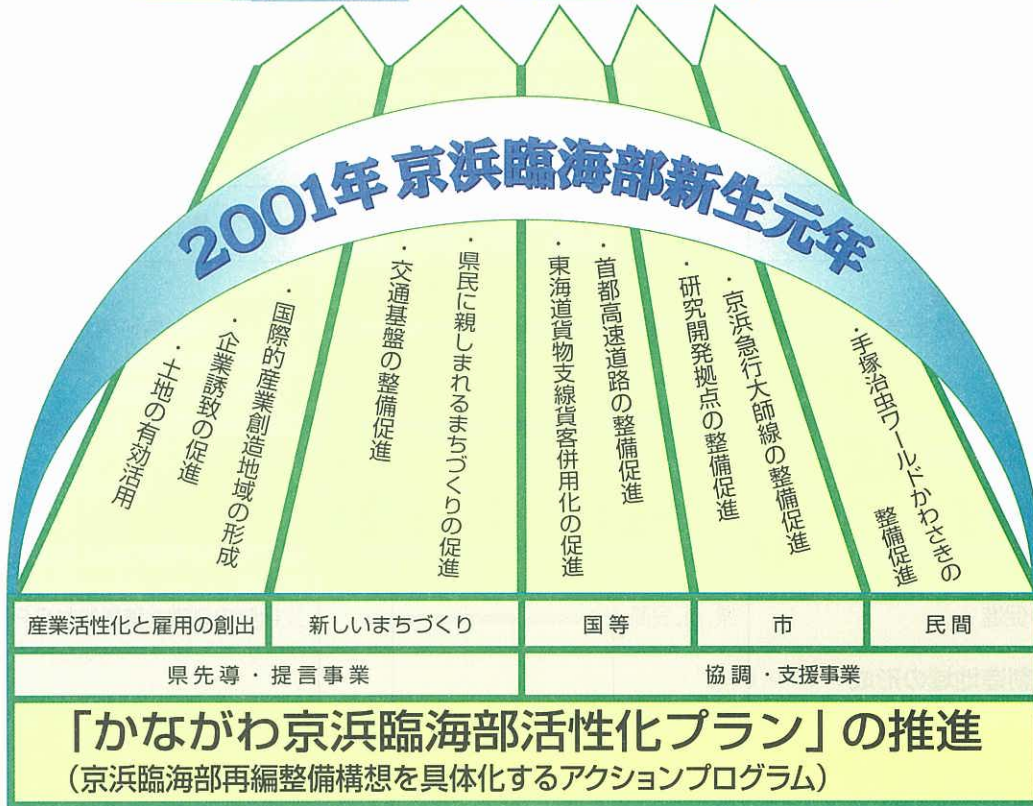 2001年 京浜臨海部新生元年
・国際的産業創造地域の形成
・企業誘致の促進
・土地の有効活用
・県民に親しまれるまちづくりの促進
・交通基盤の整備促進
・首都高速道路の整備促進
・東海道貨物支線貨客併用化の促進
・京浜急行大師線の整備促進
・研究開発拠点の整備促進
・手塚治虫ワールドかわさきの
整備促進
産業活性化と雇用の創出
新しいまちづくり
国等
市
民間
県先導・提言事業
協調・支援事業
「かながわ京浜臨海部活性化プラン」の推進
（京浜臨海部再編整備構想を具体化するアクションプログラム）